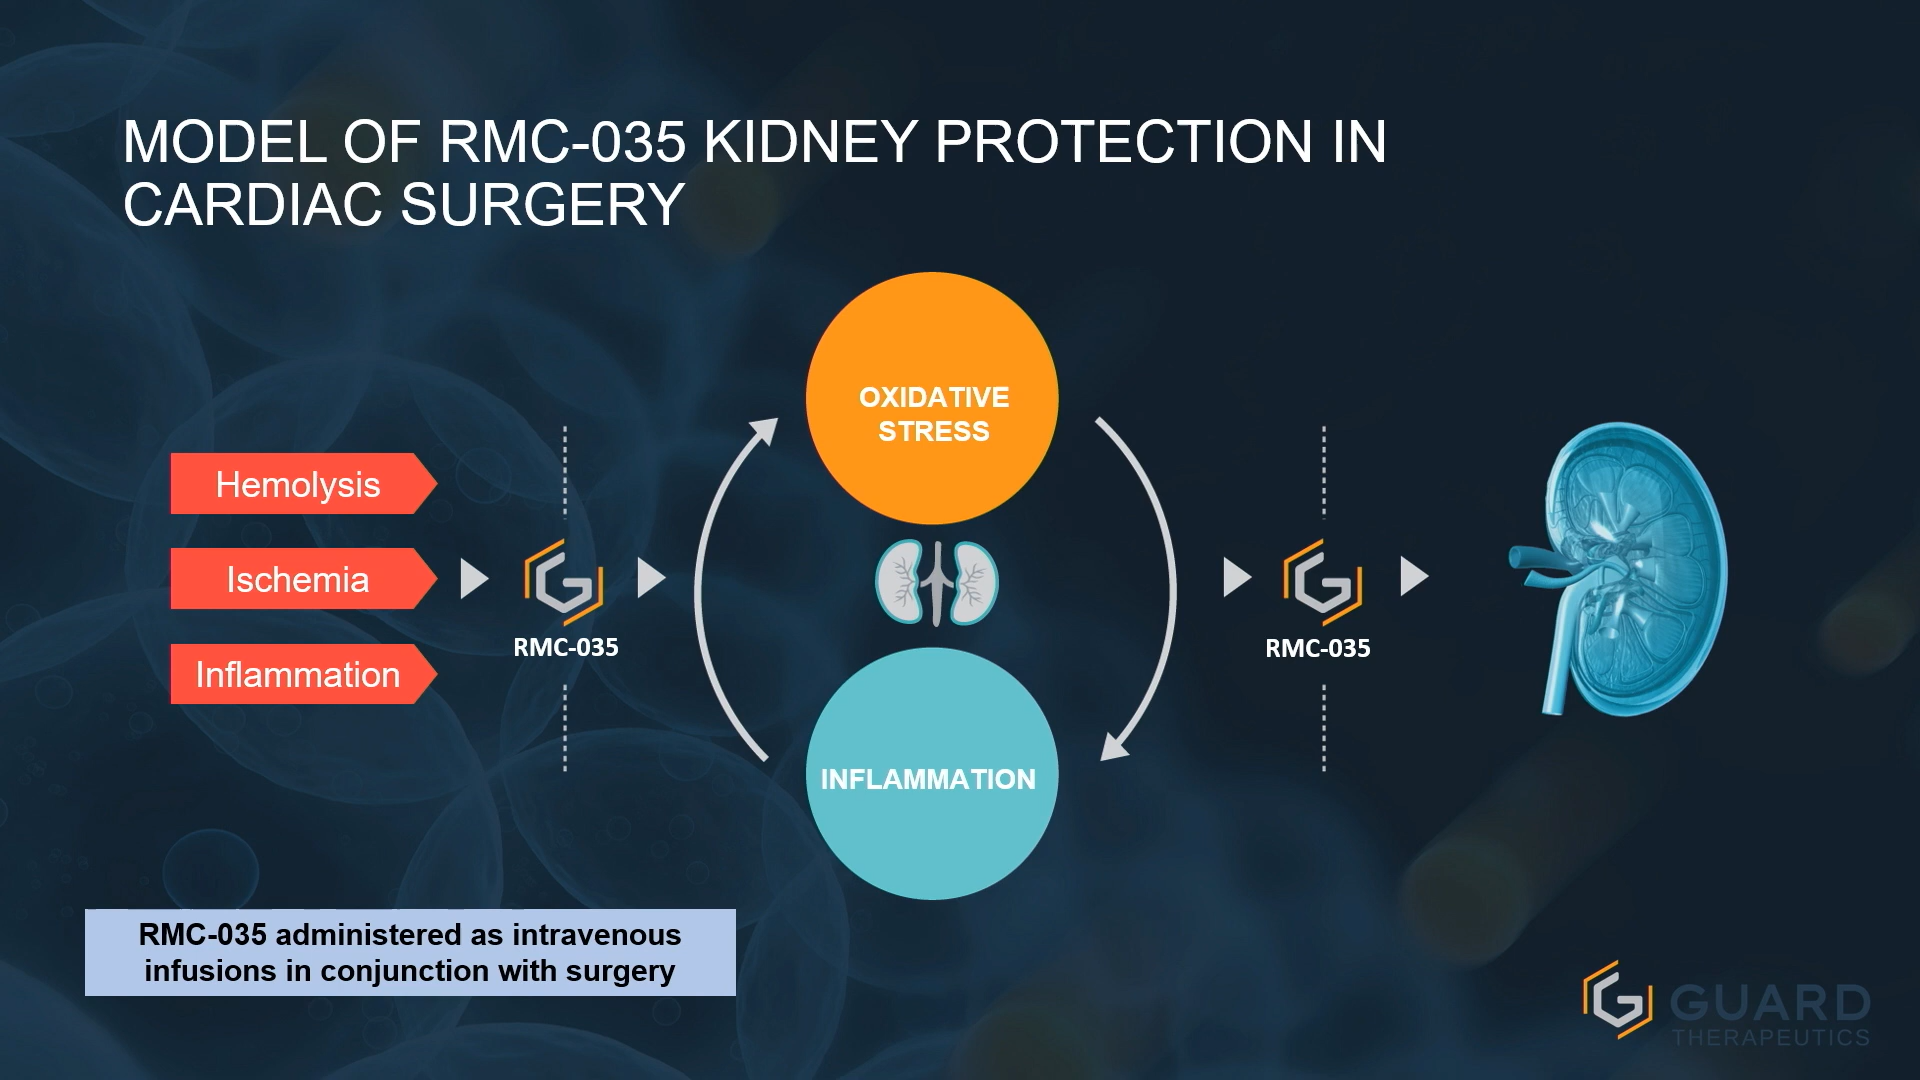 MODEL OF RMC-035 KIDNEY PROTECTION IN
CARDIAC SURGERY
Hemolysis
Ischemia
Inflammation
RMC-035
OXIDATIVE
STRESS
INFLAMMATION
RMC-035
RMC-035 administered as intravenous
infusions in conjunction with surgery
GUARD
THERAPEUTICS